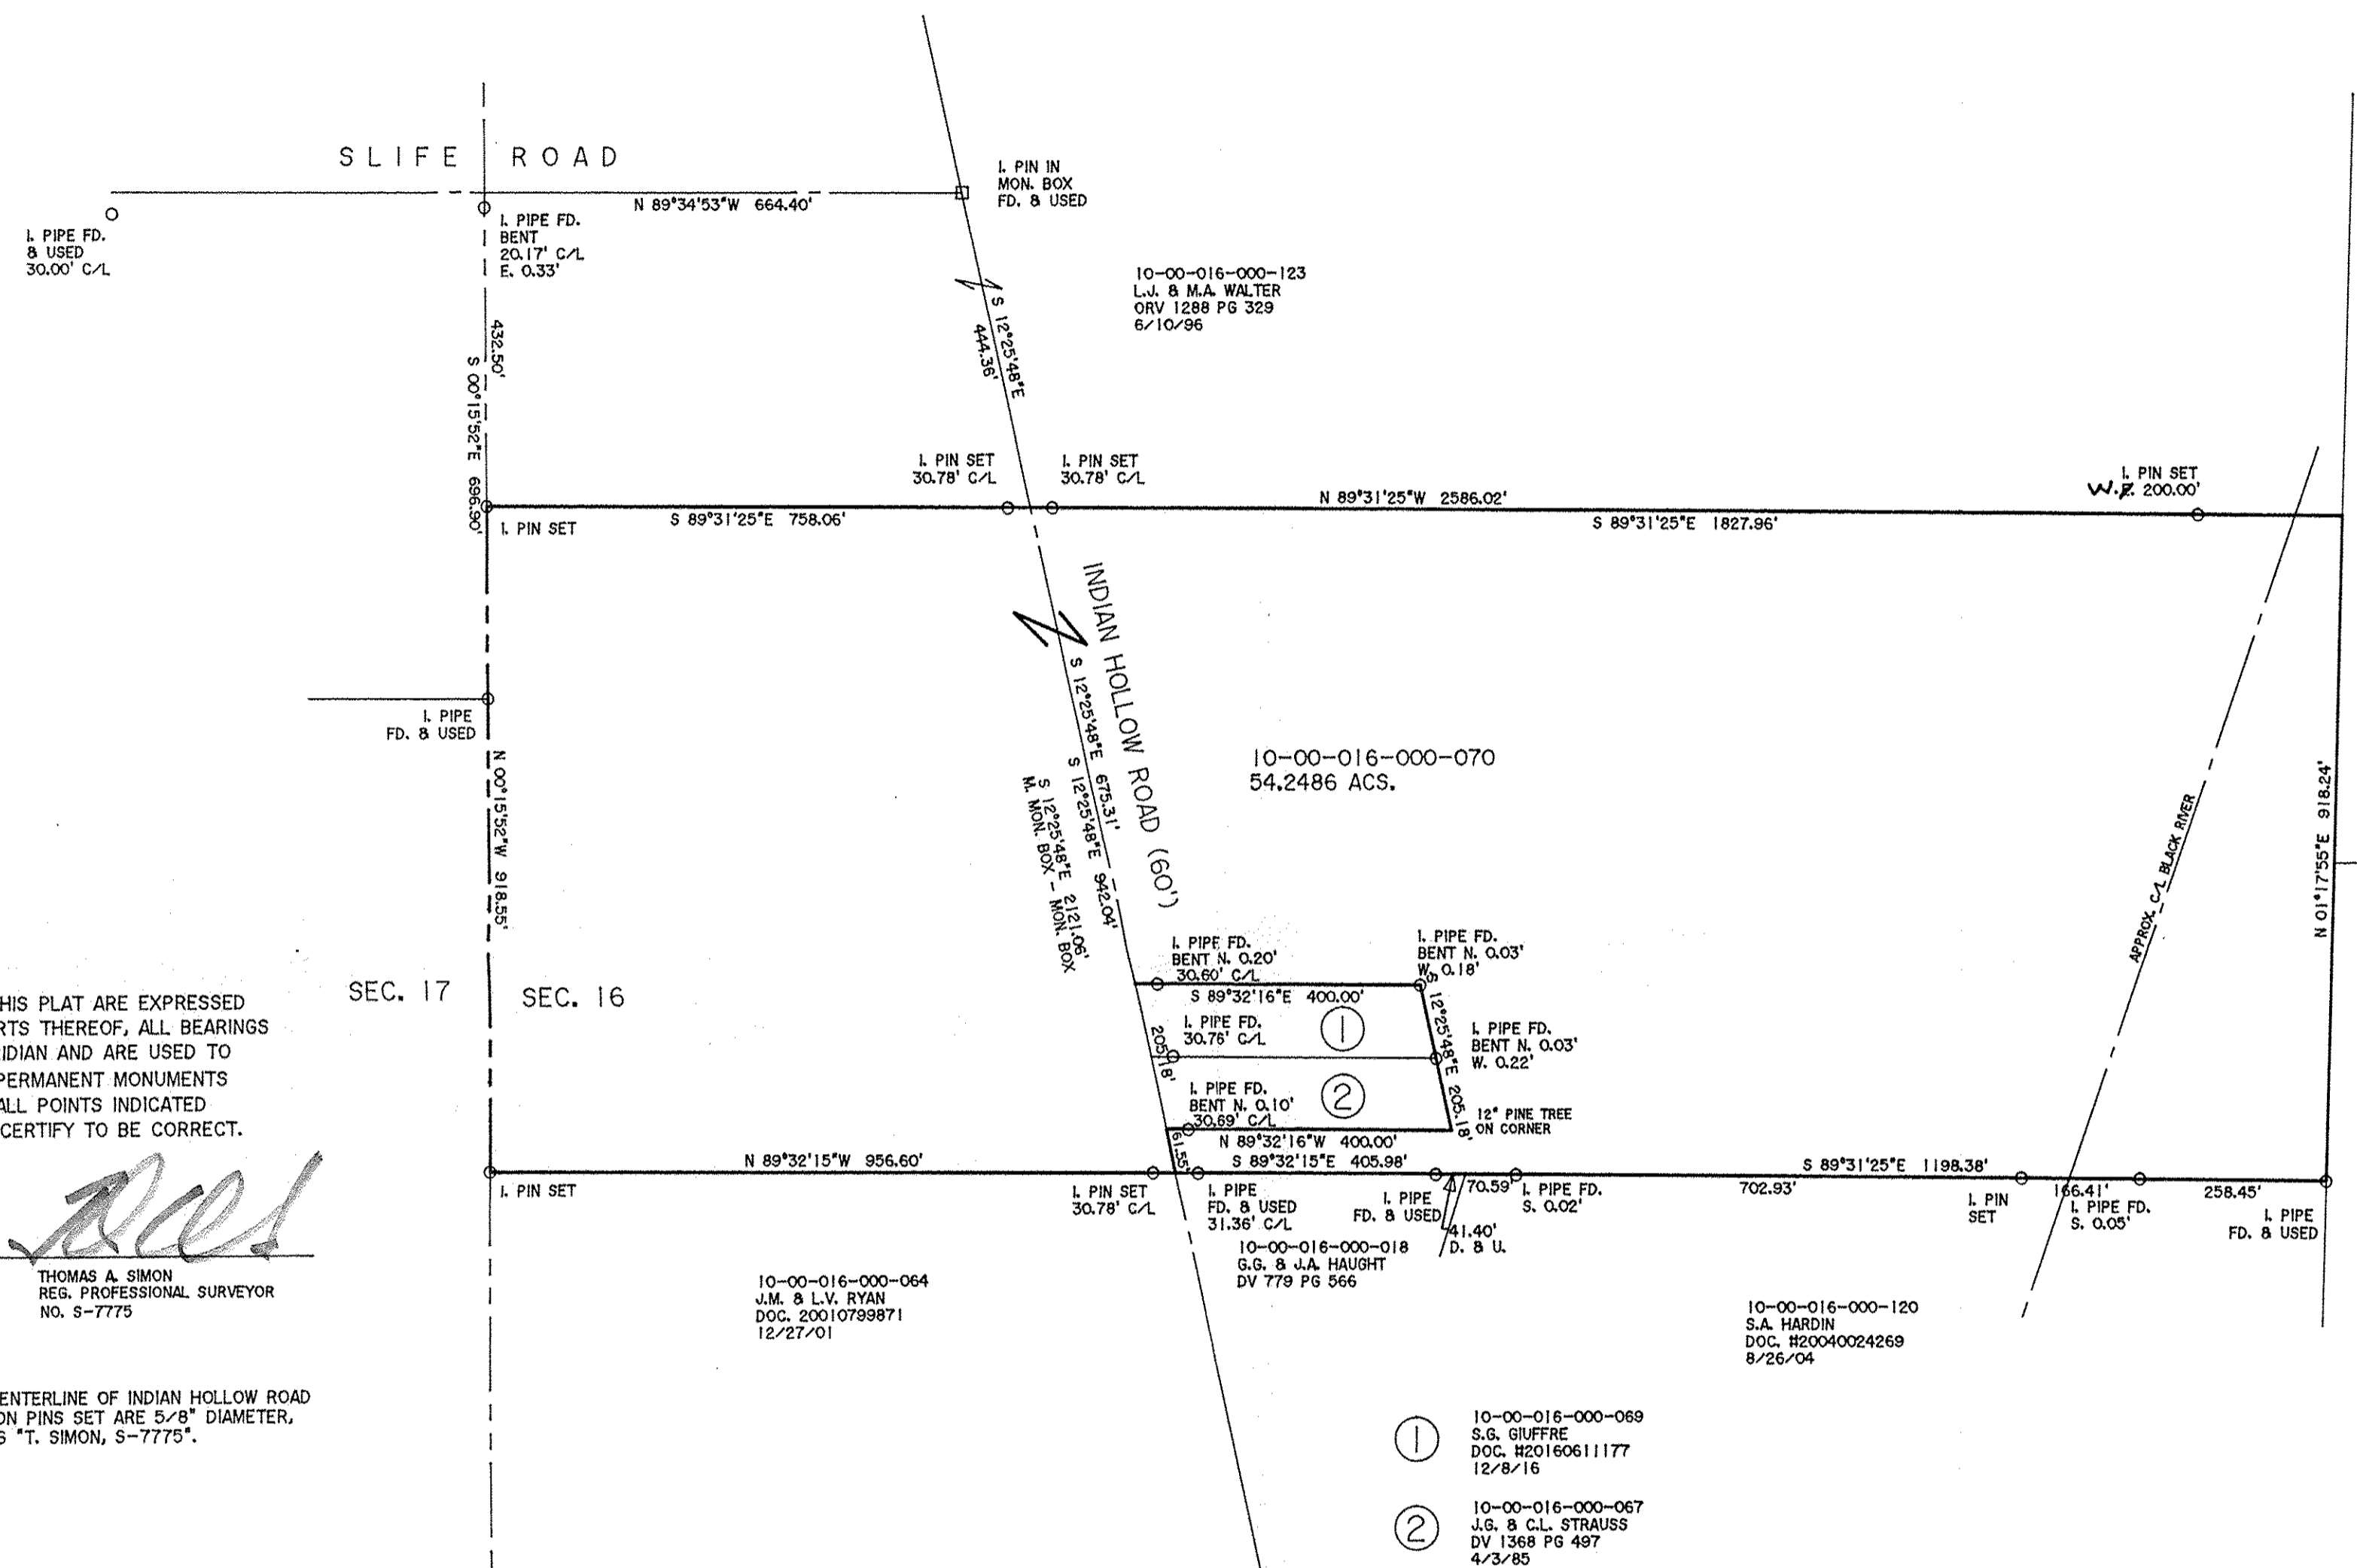 SLIFE ROAD
I. PIN IN
MON. BOX
FD. & USED
N 89°34'53"W 664.40'
I. PIPE FD.
& USED
30.00' C/L
I. PIPE FD.
BENT
20.17' C/L
E. 0.33'
10-00-016-000-123
L.J. & M.A. WALTER
ORV 1288 PG 329
6/10/96
S 12°25'48"E
444.36'
432.50'
S 00°15'52"E 696.90'
I. PIN SET
30.78' C/L
I. PIN SET
30.78' C/L
I. PIN SET
200.00'
W.
N 89°31'25"W 2586.02'
S 89°31'25"E 758.06'
S 89°31'25"E 1827.96'
I. PIN SET
INDIAN HOLLOW ROAD (60')
S 12°25'48"E 675.31'
S 12°25'48"E 942.04'
S 12°25'48"E 2121.06'
M. MON. BOX - MON. BOX
I. PIPE
FD. & USED
N 00°15'52"W 918.55'
10-00-016-000-070
54.2486 ACS.
APPROX. C/L BLACK RIVER
N 01°17'55"E 918.24'
I. PIPE FD.
BENT N. 0.20'
30.60' C/L
I. PIPE FD.
BENT N. 0.03'
W. 0.18'
S 89°32'16"E 400.00'
SEC. 17
SEC. 16
I. PIPE FD.
30.76' C/L
1
S 12°25'48"E 205.18'
205.18'
I. PIPE FD.
BENT N. 0.03'
W. 0.22'
I. PIPE FD.
BENT N. 0.10'
30.69' C/L
2
12" PINE TREE
ON CORNER
N 89°32'16"W 400.00'
61.55'
HIS PLAT ARE EXPRESSED
RTS THEREOF, ALL BEARINGS
IDIAN AND ARE USED TO
PERMANENT MONUMENTS
ALL POINTS INDICATED
CERTIFY TO BE CORRECT.
N 89°32'15"W 956.60'
S 89°32'15"E 405.98'
S 89°31'25"E 1198.38'
I. PIN SET
I. PIN SET
30.78' C/L
I. PIPE
FD. & USED
31.36' C/L
I. PIPE
FD. & USED
70.59'
41.40'
D. & U.
I. PIPE FD.
S. 0.02'
702.93'
I. PIN
SET
166.41'
I. PIPE FD.
S. 0.05'
258.45'
I. PIPE
FD. & USED
10-00-016-000-018
G.G. & J.A. HAUGHT
DV 779 PG 566
THOMAS A. SIMON
REG. PROFESSIONAL SURVEYOR
NO. S-7775
10-00-016-000-064
J.M. & L.V. RYAN
DOC. 20010799871
12/27/01
10-00-016-000-120
S.A. HARDIN
DOC. #20040024269
8/26/04
ENTERLINE OF INDIAN HOLLOW ROAD
ON PINS SET ARE 5/8" DIAMETER,
"T. SIMON, S-7775".
1
10-00-016-000-069
S.G. GIUFFRE
DOC. #20160611177
12/8/16
2
10-00-016-000-067
J.G. & C.L. STRAUSS
DV 1368 PG 497
4/3/85